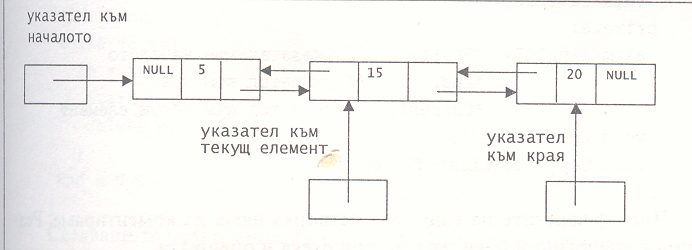 указател към
началото
NULL 5 15 20 NULL
указател към
текущ елемент
указател
към края